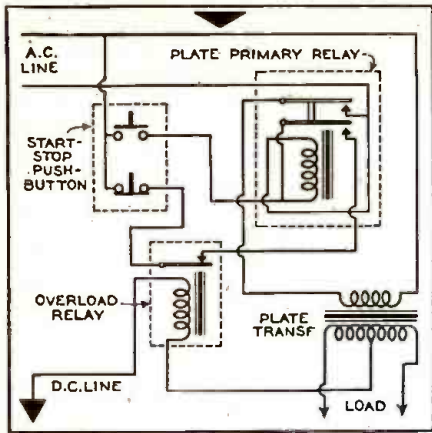 A.C.
LINE
PLATE PRIMARY RELAY
START-
STOP
PUSH-
BUTTON
OVERLOAD
RELAY
PLATE
TRANSF
D.C. LINE
LOAD